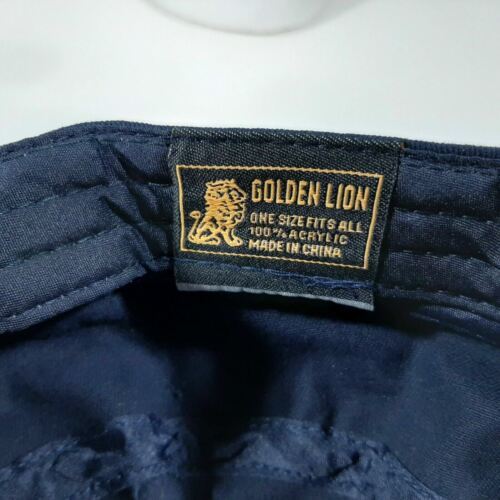 GOLDEN LION
ONE SIZE FITS ALL
100% ACRYLIC
MADE IN CHINA